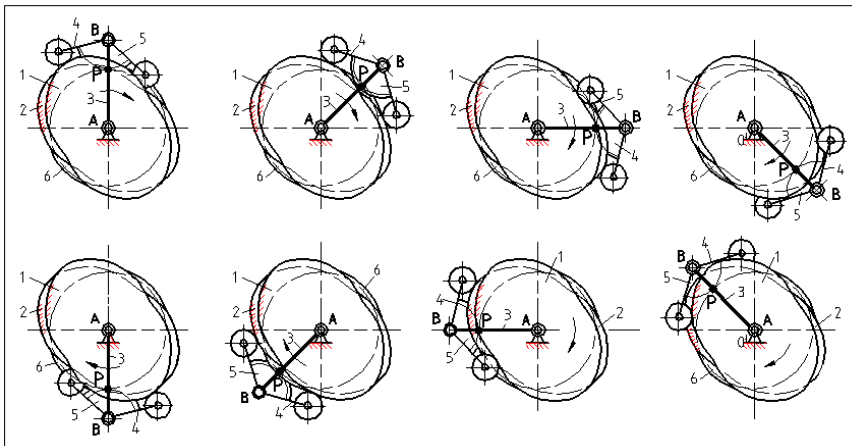 4 B 5
1 P
2 3
A
6
4 B
1 P 5
2 3
A
6
1 5
2 3
A P B
4
6
1
2 A 3
0 P
4
6 5 B
1
2 A
6 3
P
5 4
B
1 6
2 A
3
5 P
B 4
4 1
P 3 A 2
B
5
6
B 4 1
5 P 3
A 2
0
6